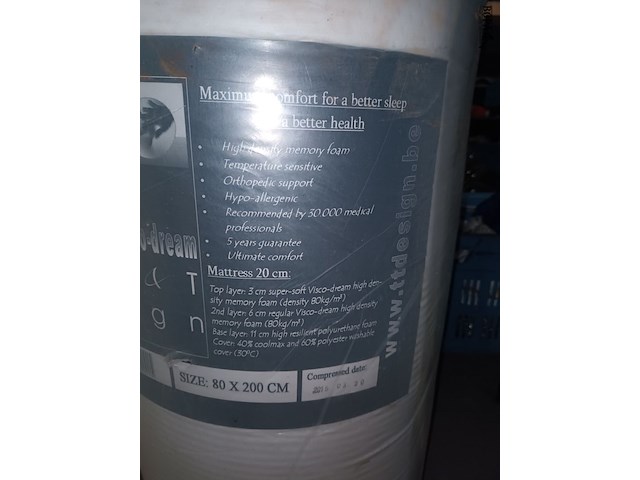 Maximum comfort for a better sleep
a better health
• High density memory foam
• Temperature sensitive
• Orthopedic support
• Hypo-allergenic
• Recommended by 30.000 medical
professionals
• 5 years guarantee
• Ultimate comfort
Mattress 20 cm:
Top layer: 3 cm super-soft Visco-dream high den-
sity memory foam (density 80kg/m³)
2nd layer: 6 cm regular Visco-dream high density
memory foam (80kg/m³)
Base layer: 11 cm high resilient polyurethane foam
Cover: 40% coolmax and 60% polyester washable
cover (30°C)
SIZE: 80 X 200 CM
Compressed date:
www.ttdesign.be
o-dream
& T
g n